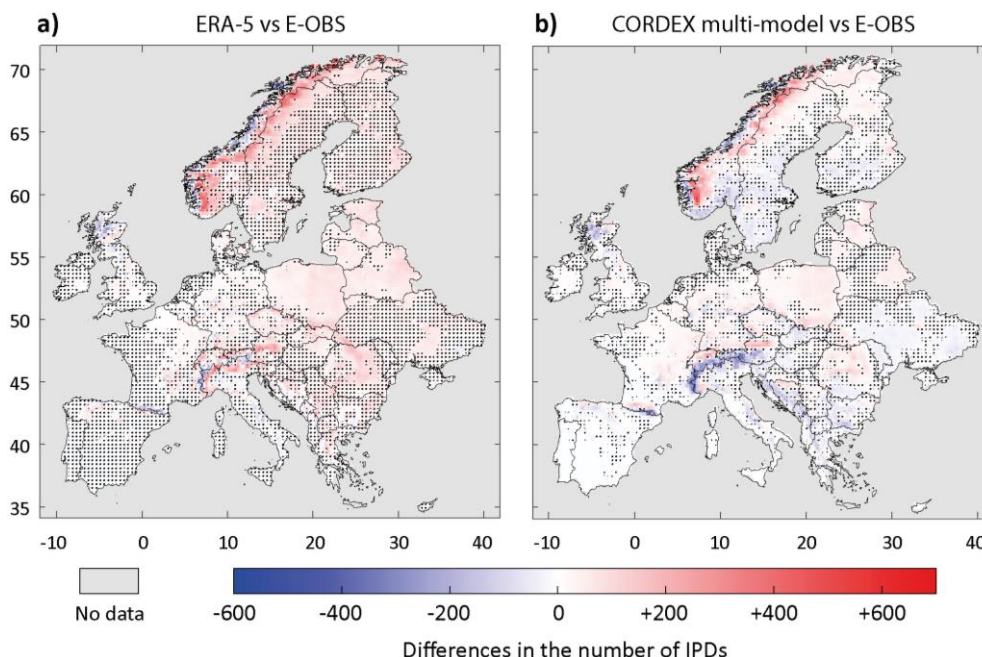 a) ERA-5 vs E-OBS
b) CORDEX multi-model vs E-OBS
70
65
60
55
50
45
40
35
-10 0 10 20 30 40
-10 0 10 20 30 40
No data
-600 -400 -200 0 +200 +400 +600
Differences in the number of IPDs